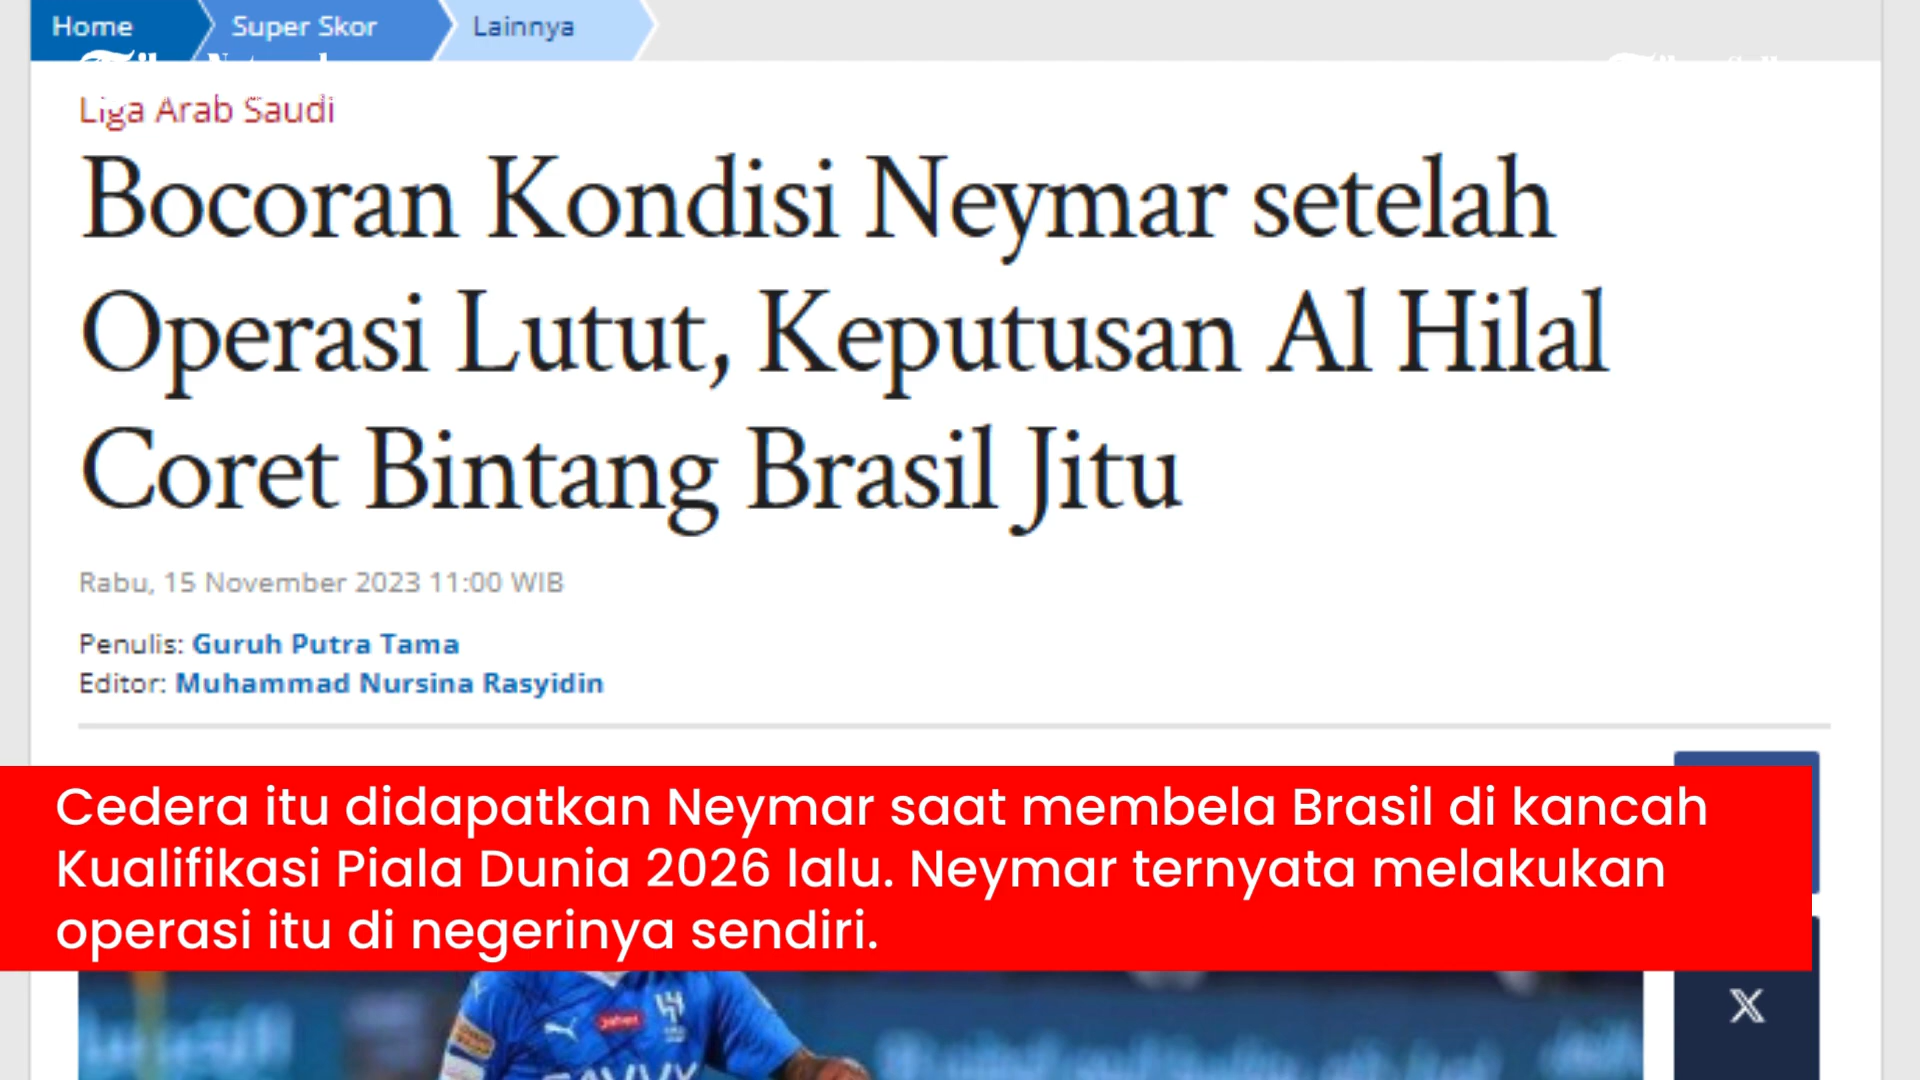 Home Super Skor Lainnya
Liga Arab Saudi
Bocoran Kondisi Neymar setelah
Operasi Lutut, Keputusan Al Hilal
Coret Bintang Brasil Jitu
Rabu, 15 November 2023 11:00 WIB
Penulis: Guruh Putra Tama
Editor: Muhammad Nursina Rasyidin
Cedera itu didapatkan Neymar saat membela Brasil di kancah
Kualifikasi Piala Dunia 2026 lalu. Neymar ternyata melakukan
operasi itu di negerinya sendiri.